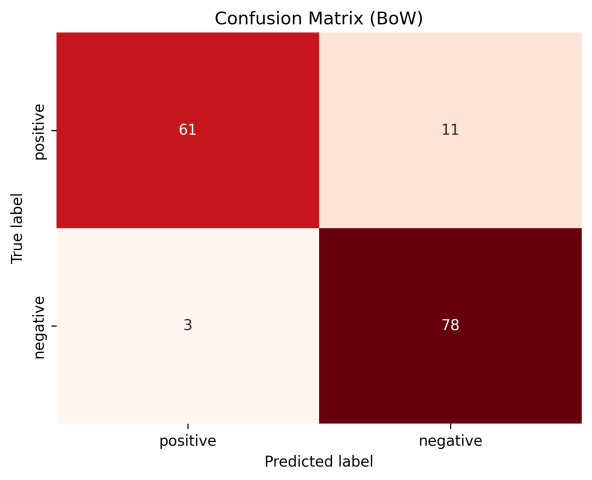 Confusion Matrix (BoW)
True label
positive
61
11
negative
3
78
positive
negative
Predicted label